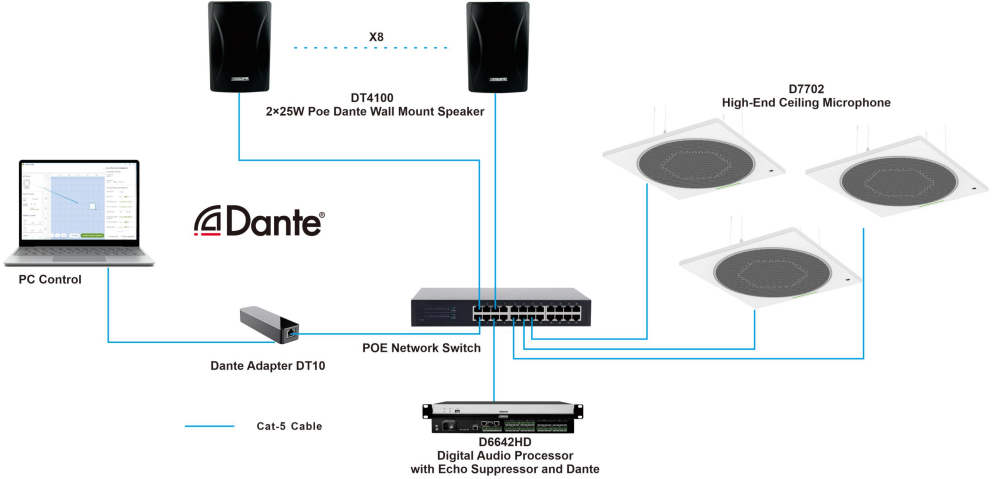 X8
DT4100
2×25W Poe Dante Wall Mount Speaker
D7702
High-End Ceiling Microphone
Dante®
PC Control
POE Network Switch
Dante Adapter DT10
Cat-5 Cable
D6642HD
Digital Audio Processor
with Echo Suppressor and Dante